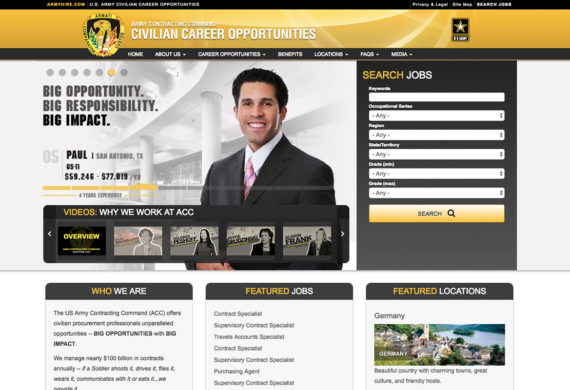 ARMYHIRE.COM | U.S. ARMY CIVILIAN CAREER OPPORTUNITIES
Privacy & Legal | Site Map | SEARCH JOBS
ARMY CONTRACTING COMMAND
CIVILIAN CAREER OPPORTUNITIES
HOME ABOUT US CAREER OPPORTUNITIES BENEFITS LOCATIONS FAQS MEDIA
BIG OPPORTUNITY.
BIG RESPONSIBILITY.
BIG IMPACT.
05 PAUL | SAN ANTONIO, TX
GS-11
$59,246 - $77,019 /YR
4 YEARS EXPERIENCE
VIDEOS: WHY WE WORK AT ACC
OVERVIEW
ARMY CONTRACTING COMMAND
ALISON
FRANK
SEARCH JOBS
Keywords
Occupational Series
- Any -
Region
- Any -
State/Territory
- Any -
Grade (min)
- Any -
Grade (max)
- Any -
SEARCH
WHO WE ARE
The US Army Contracting Command (ACC) offers
civilian procurement professionals unparalleled
opportunities -- BIG OPPORTUNITIES with BIG
IMPACT.
We manage nearly $100 billion in contracts
annually -- if a Soldier shoots it, drives it, flies it,
wears it, communicates with it or eats it...we
provide it.
FEATURED JOBS
Contract Specialist
Supervisory Contract Specialist
Travels Accounts Specialist
Contract Specialist
Supervisory Contract Specialist
Purchasing Agent
Supervisory Contract Specialist
FEATURED LOCATIONS
Germany
GERMANY
Beautiful country with charming towns, great
culture, and friendly hosts.